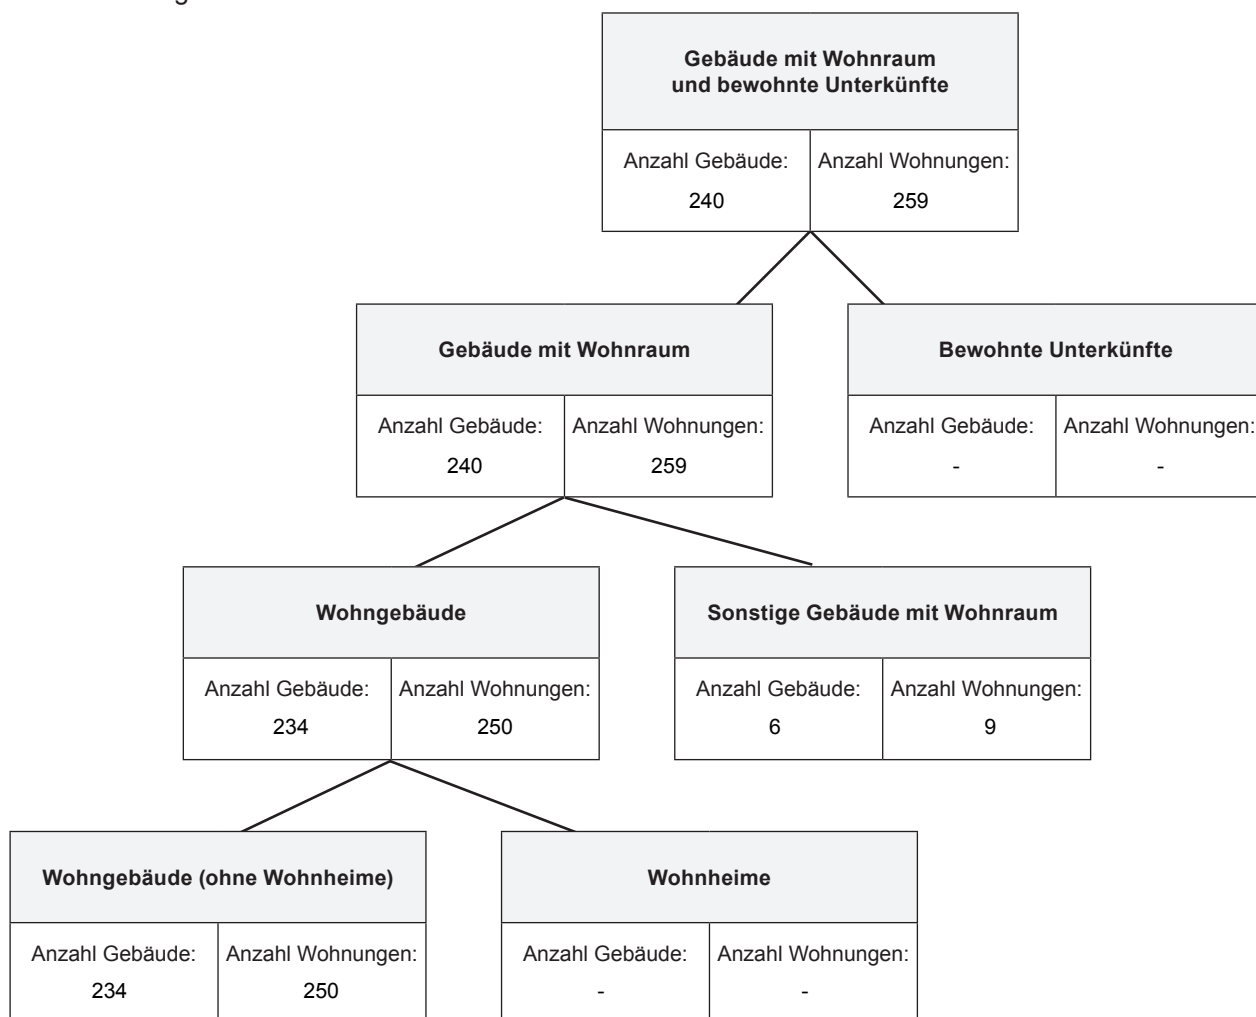 Gebäude mit Wohnraum
und bewohnte Unterkünfte
Anzahl Gebäude: Anzahl Wohnungen:
240 259
Gebäude mit Wohnraum
Anzahl Gebäude: Anzahl Wohnungen:
240 259
Bewohnte Unterkünfte
Anzahl Gebäude: Anzahl Wohnungen:
- -
Wohngebäude
Anzahl Gebäude: Anzahl Wohnungen:
234 250
Sonstige Gebäude mit Wohnraum
Anzahl Gebäude: Anzahl Wohnungen:
6 9
Wohngebäude (ohne Wohnheime)
Anzahl Gebäude: Anzahl Wohnungen:
234 250
Wohnheime
Anzahl Gebäude: Anzahl Wohnungen:
- -